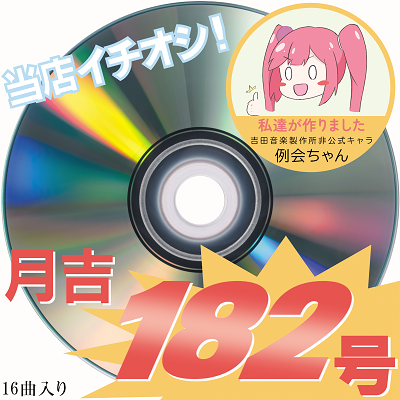 当店イチオシ!
私達が作りました
吉田音楽製作所非公式キャラ
例会ちゃん
月吉
182号
16曲入り